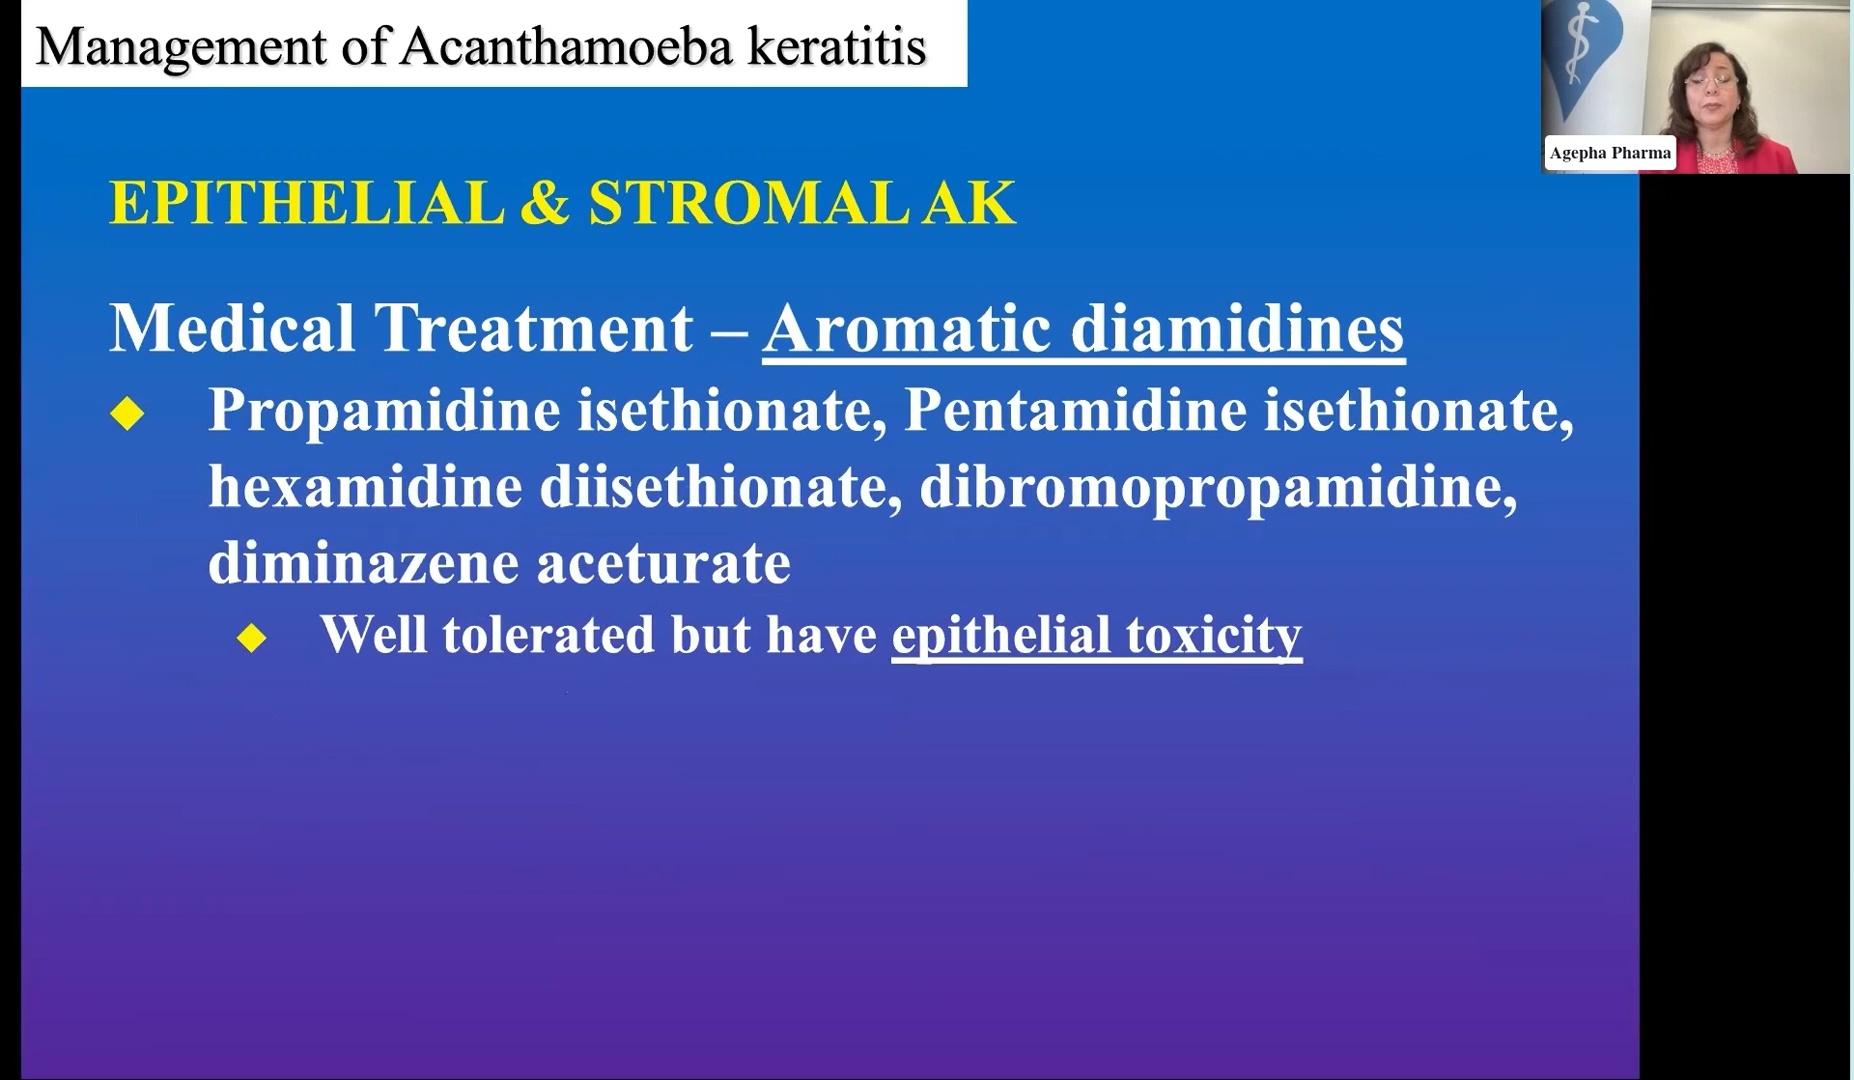 Management of Acanthamoeba keratitis
Agepha Pharma
EPITHELIAL & STROMAL AK
Medical Treatment – Aromatic diamidines
Propamidine isethionate, Pentamidine isethionate,
hexamidine diisethionate, dibromopropamidine,
diminazene aceturate
Well tolerated but have epithelial toxicity